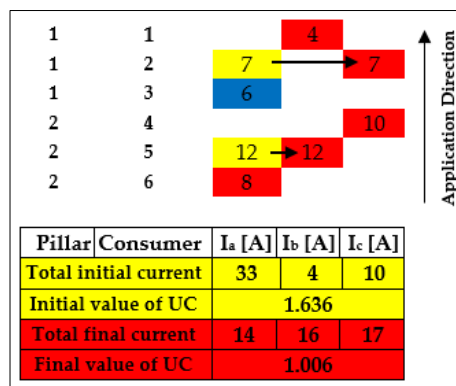 1 1 4
1 2 7 7
1 3 6
2 4 10
2 5 12 12
2 6 8
Application Direction
Pillar Consumer Ia [A] Ib [A] Ic [A]
Total initial current 33 4 10
Initial value of UC 1.636
Total final current 14 16 17
Final value of UC 1.006